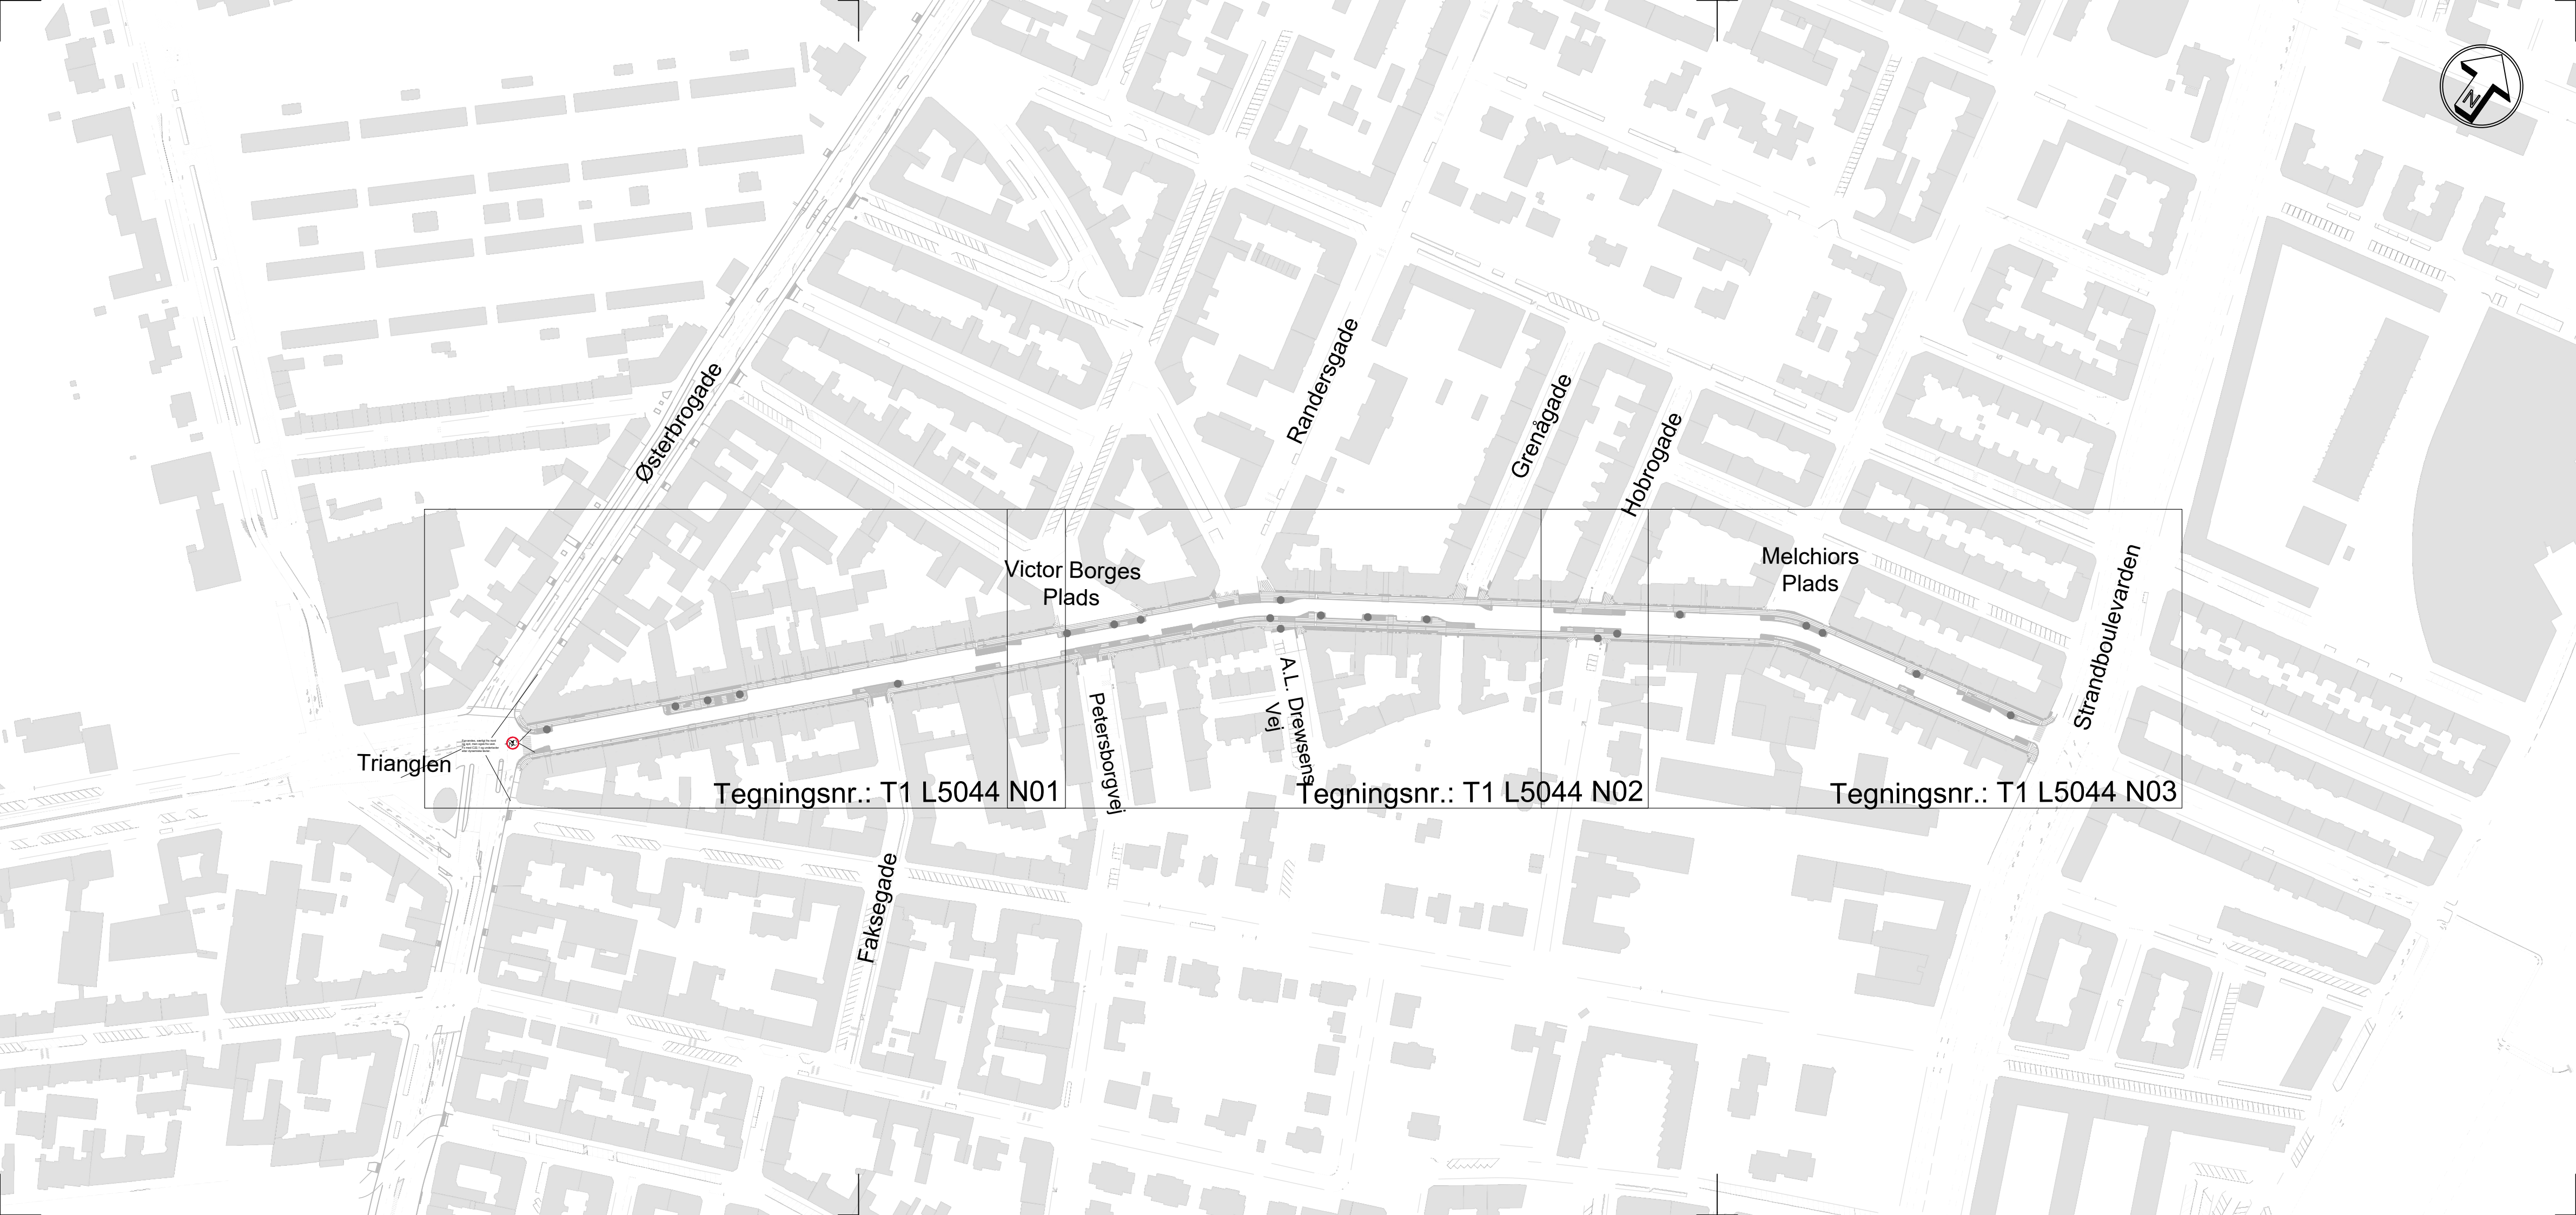 N
Østerbrogade
Randersgade
Grenågade
Hobrogade
Victor Borges
Plads
Melchiors
Plads
Strandboulevarden
Trianglen
Petersborgvej
A.L. Drewsens
Vej
Faksegade
Tegningsnr.: T1 L5044 N01
Tegningsnr.: T1 L5044 N02
Tegningsnr.: T1 L5044 N03